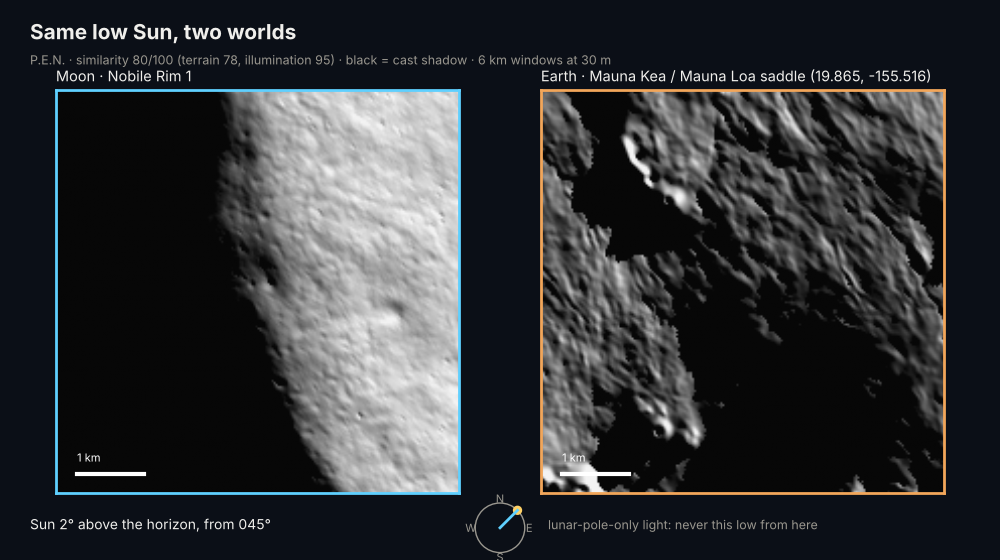 Same low Sun, two worlds
P.E.N. · similarity 80/100 (terrain 78, illumination 95) · black = cast shadow · 6 km windows at 30 m
Moon · Nobile Rim 1
Earth · Mauna Kea / Mauna Loa saddle (19.865, -155.516)
1 km
1 km
Sun 2° above the horizon, from 045°
N
W
E
S
lunar-pole-only light: never this low from here